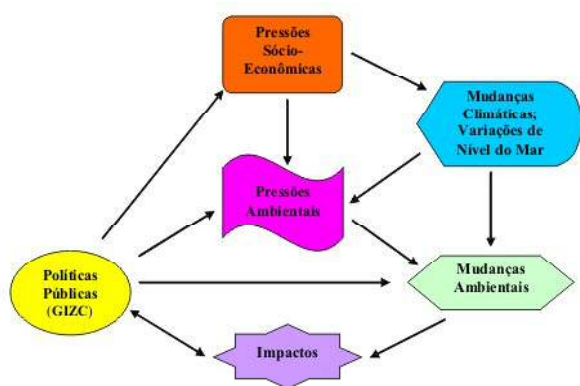 Pressões
Sócio-
Econômicas
Mudanças
Climáticas;
Variações de
Nível do Mar
Pressões
Ambientais
Políticas
Públicas
(GIZC)
Mudanças
Ambientais
Impactos